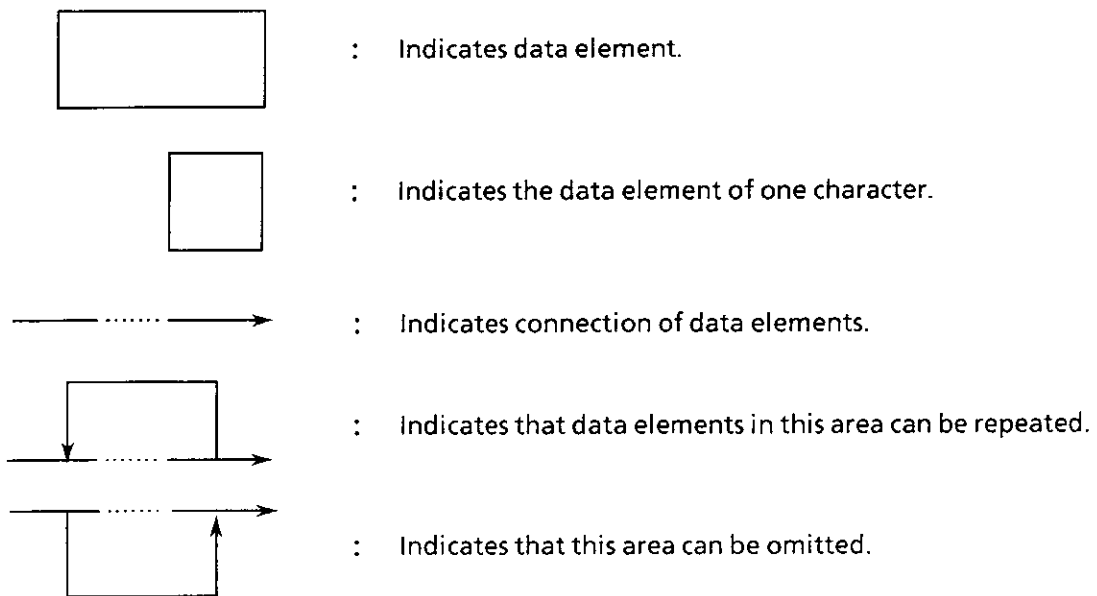 : Indicates data element.
: Indicates the data element of one character.
: Indicates connection of data elements.
: Indicates that data elements in this area can be repeated.
: Indicates that this area can be omitted.